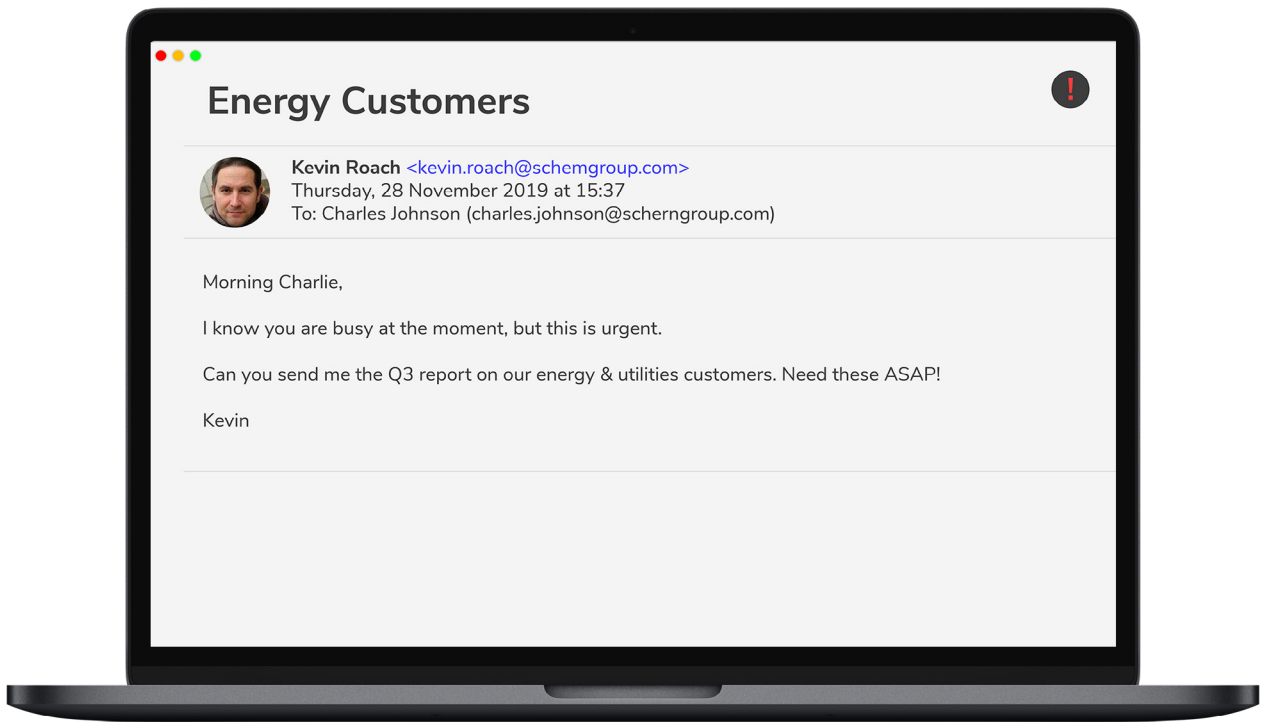 Energy Customers
!
Kevin Roach <kevin.roach@schemgroup.com>
Thursday, 28 November 2019 at 15:37
To: Charles Johnson (charles.johnson@scherngroup.com)
Morning Charlie,
I know you are busy at the moment, but this is urgent.
Can you send me the Q3 report on our energy & utilities customers. Need these ASAP!
Kevin